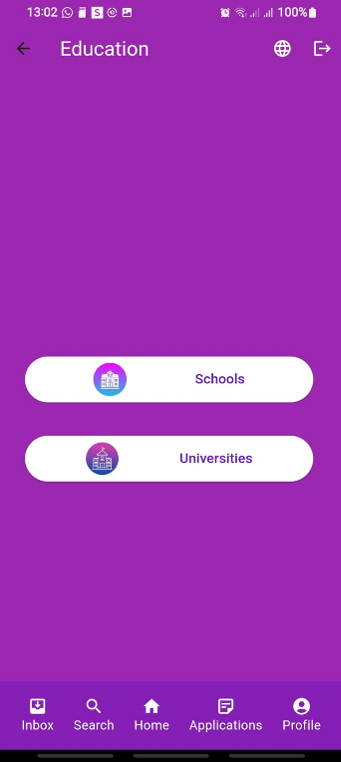 13:02 S 100%
Education
Schools
Universities
Inbox Search Home Applications Profile